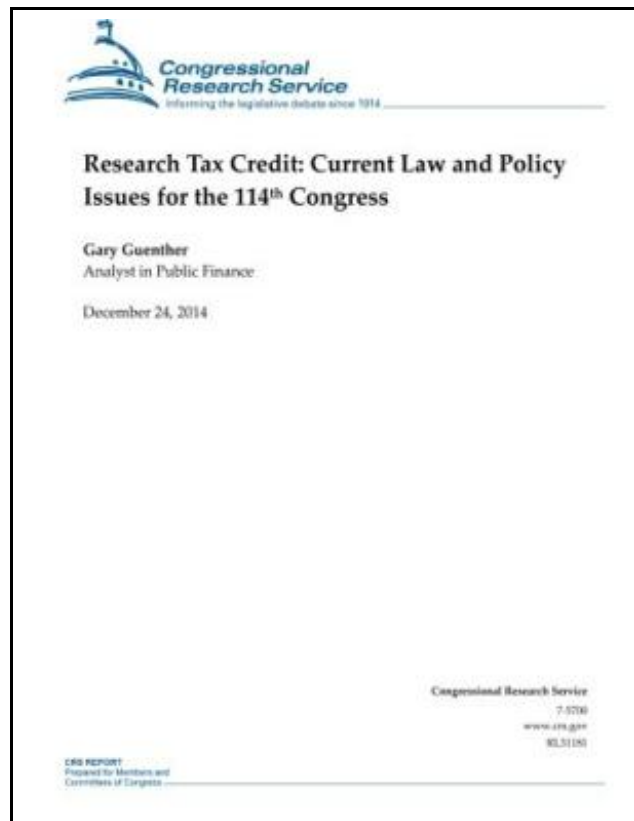 Congressional
Research Service
Informing the legislative debate since 1914
Research Tax Credit: Current Law and Policy
Issues for the 114th Congress
Gary Guenther
Analyst in Public Finance
December 24, 2014
Congressional Research Service
7-5700
www.crs.gov
RL31181
CRS REPORT
Prepared for Members and
Committees of Congress